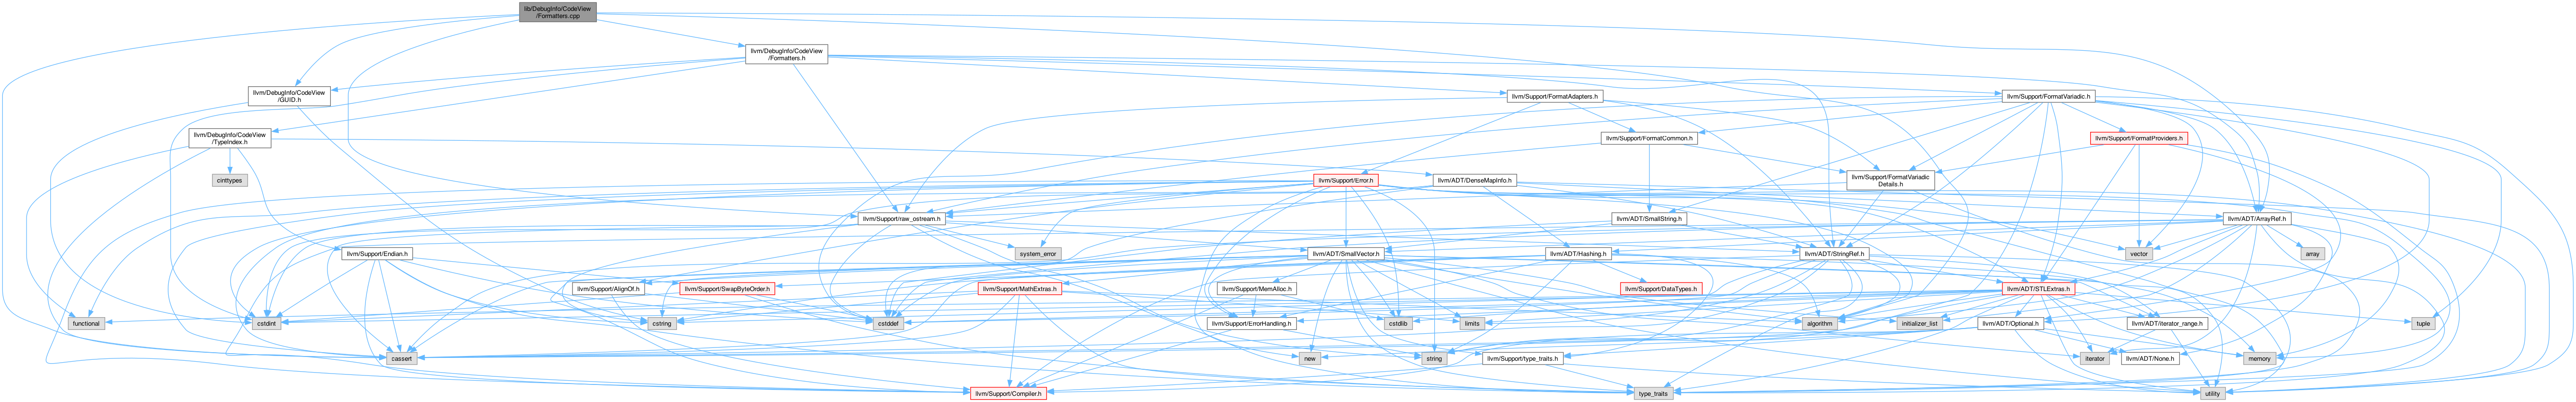 lib/DebugInfo/CodeView
/Formatters.cpp
llvm/DebugInfo/CodeView
/Formatters.h
llvm/DebugInfo/CodeView
/GUID.h
llvm/Support/FormatAdapters.h
llvm/Support/FormatVariadic.h
llvm/DebugInfo/CodeView
/TypeIndex.h
llvm/Support/FormatCommon.h
llvm/Support/FormatProviders.h
cinttypes
llvm/Support/Error.h
llvm/ADT/DenseMapInfo.h
llvm/Support/FormatVariadic
Details.h
llvm/Support/raw_ostream.h
llvm/ADT/SmallString.h
llvm/ADT/ArrayRef.h
llvm/Support/Endian.h
system_error
llvm/ADT/SmallVector.h
llvm/ADT/Hashing.h
llvm/ADT/StringRef.h
vector
array
llvm/Support/AlignOf.h
llvm/Support/SwapByteOrder.h
llvm/Support/MathExtras.h
llvm/Support/MemAlloc.h
llvm/Support/DataTypes.h
llvm/ADT/STLExtras.h
functional
cstdint
cstring
cstddef
llvm/Support/ErrorHandling.h
cstdlib
limits
algorithm
initializer_list
llvm/ADT/Optional.h
llvm/ADT/iterator_range.h
tuple
cassert
new
string
llvm/Support/type_traits.h
iterator
llvm/ADT/None.h
memory
llvm/Support/Compiler.h
type_traits
utility